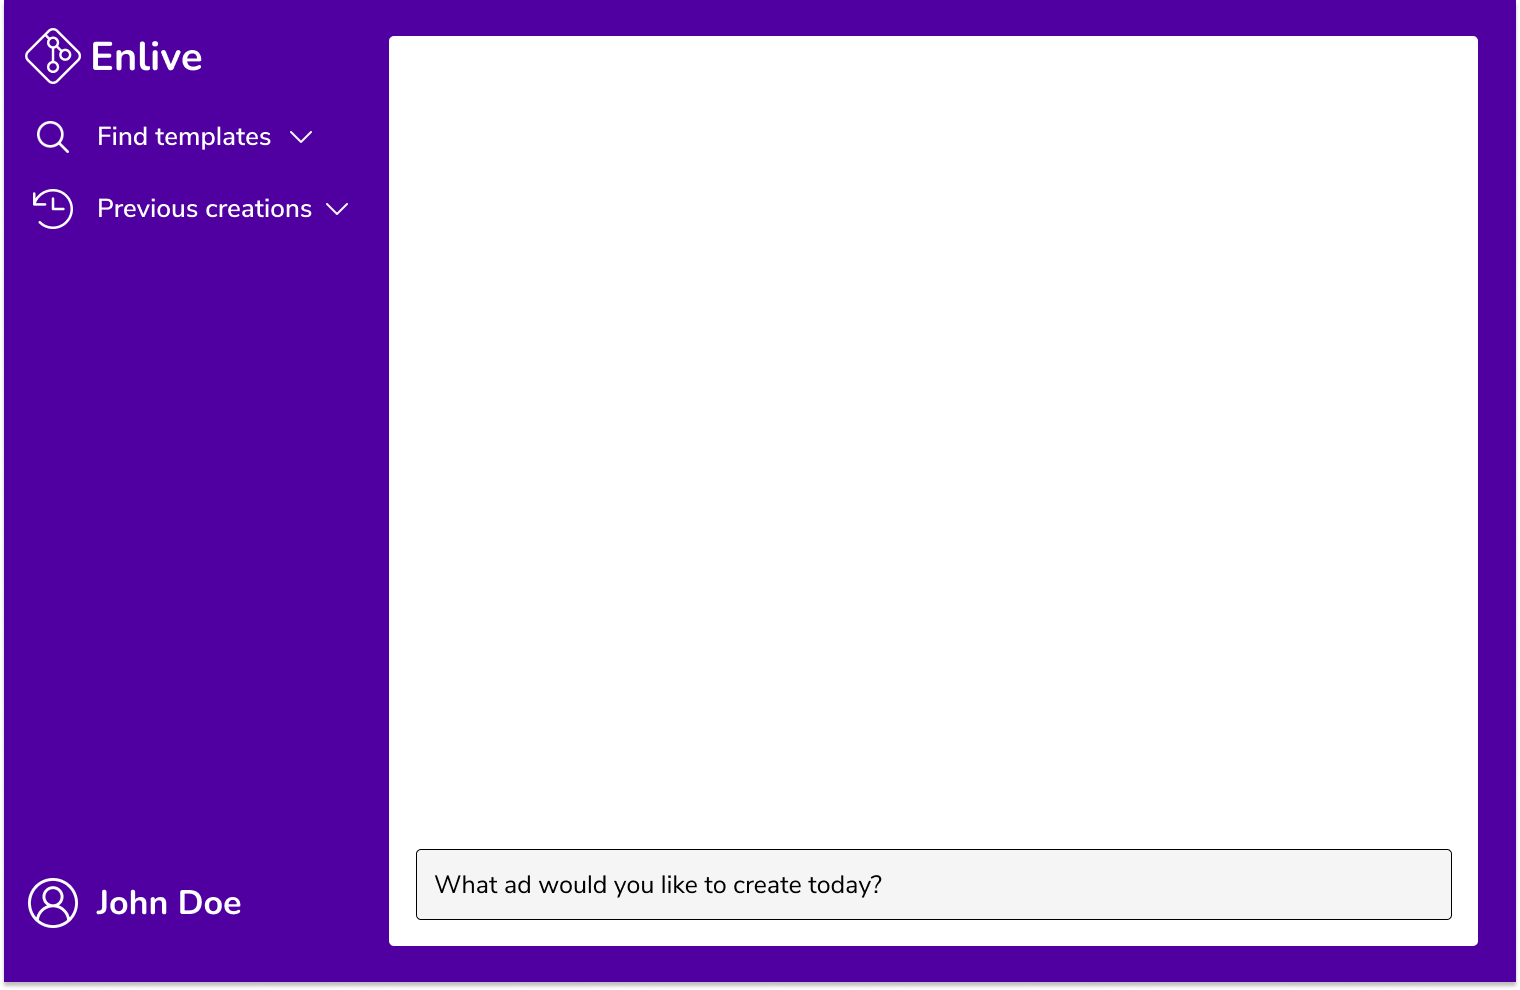 Enlive
Find templates
Previous creations
What ad would you like to create today?
John Doe